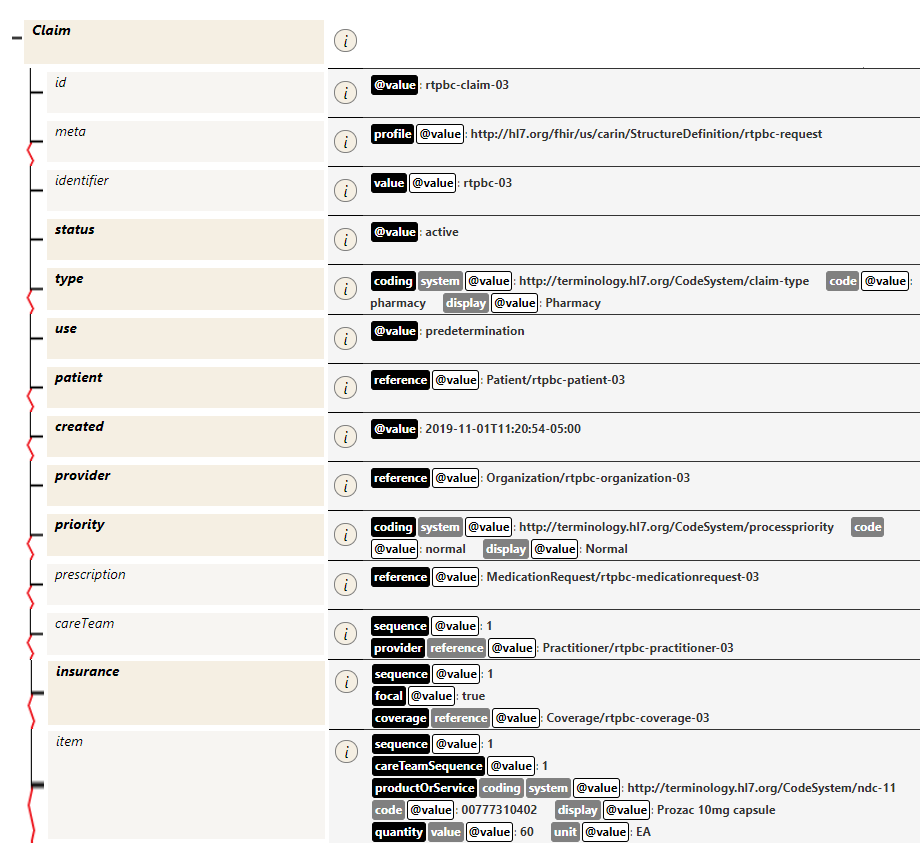 Claim
i
id
i
@value : rtpbc-claim-03
meta
i
profile @value : http://hl7.org/fhir/us/carin/StructureDefinition/rtpbc-request
identifier
i
value @value : rtpbc-03
status
i
@value : active
type
i
coding system @value : http://terminology.hl7.org/CodeSystem/claim-type code @value :
pharmacy display @value : Pharmacy
use
i
@value : predetermination
patient
i
reference @value : Patient/rtpbc-patient-03
created
i
@value : 2019-11-01T11:20:54-05:00
provider
i
reference @value : Organization/rtpbc-organization-03
priority
i
coding system @value : http://terminology.hl7.org/CodeSystem/processpriority code
@value : normal display @value : Normal
prescription
i
reference @value : MedicationRequest/rtpbc-medicationrequest-03
careTeam
i
sequence @value : 1
provider reference @value : Practitioner/rtpbc-practitioner-03
insurance
i
sequence @value : 1
focal @value : true
coverage reference @value : Coverage/rtpbc-coverage-03
item
i
sequence @value : 1
careTeamSequence @value : 1
productOrService coding system @value : http://terminology.hl7.org/CodeSystem/ndc-11
code @value : 00777310402 display @value : Prozac 10mg capsule
quantity value @value : 60 unit @value : EA